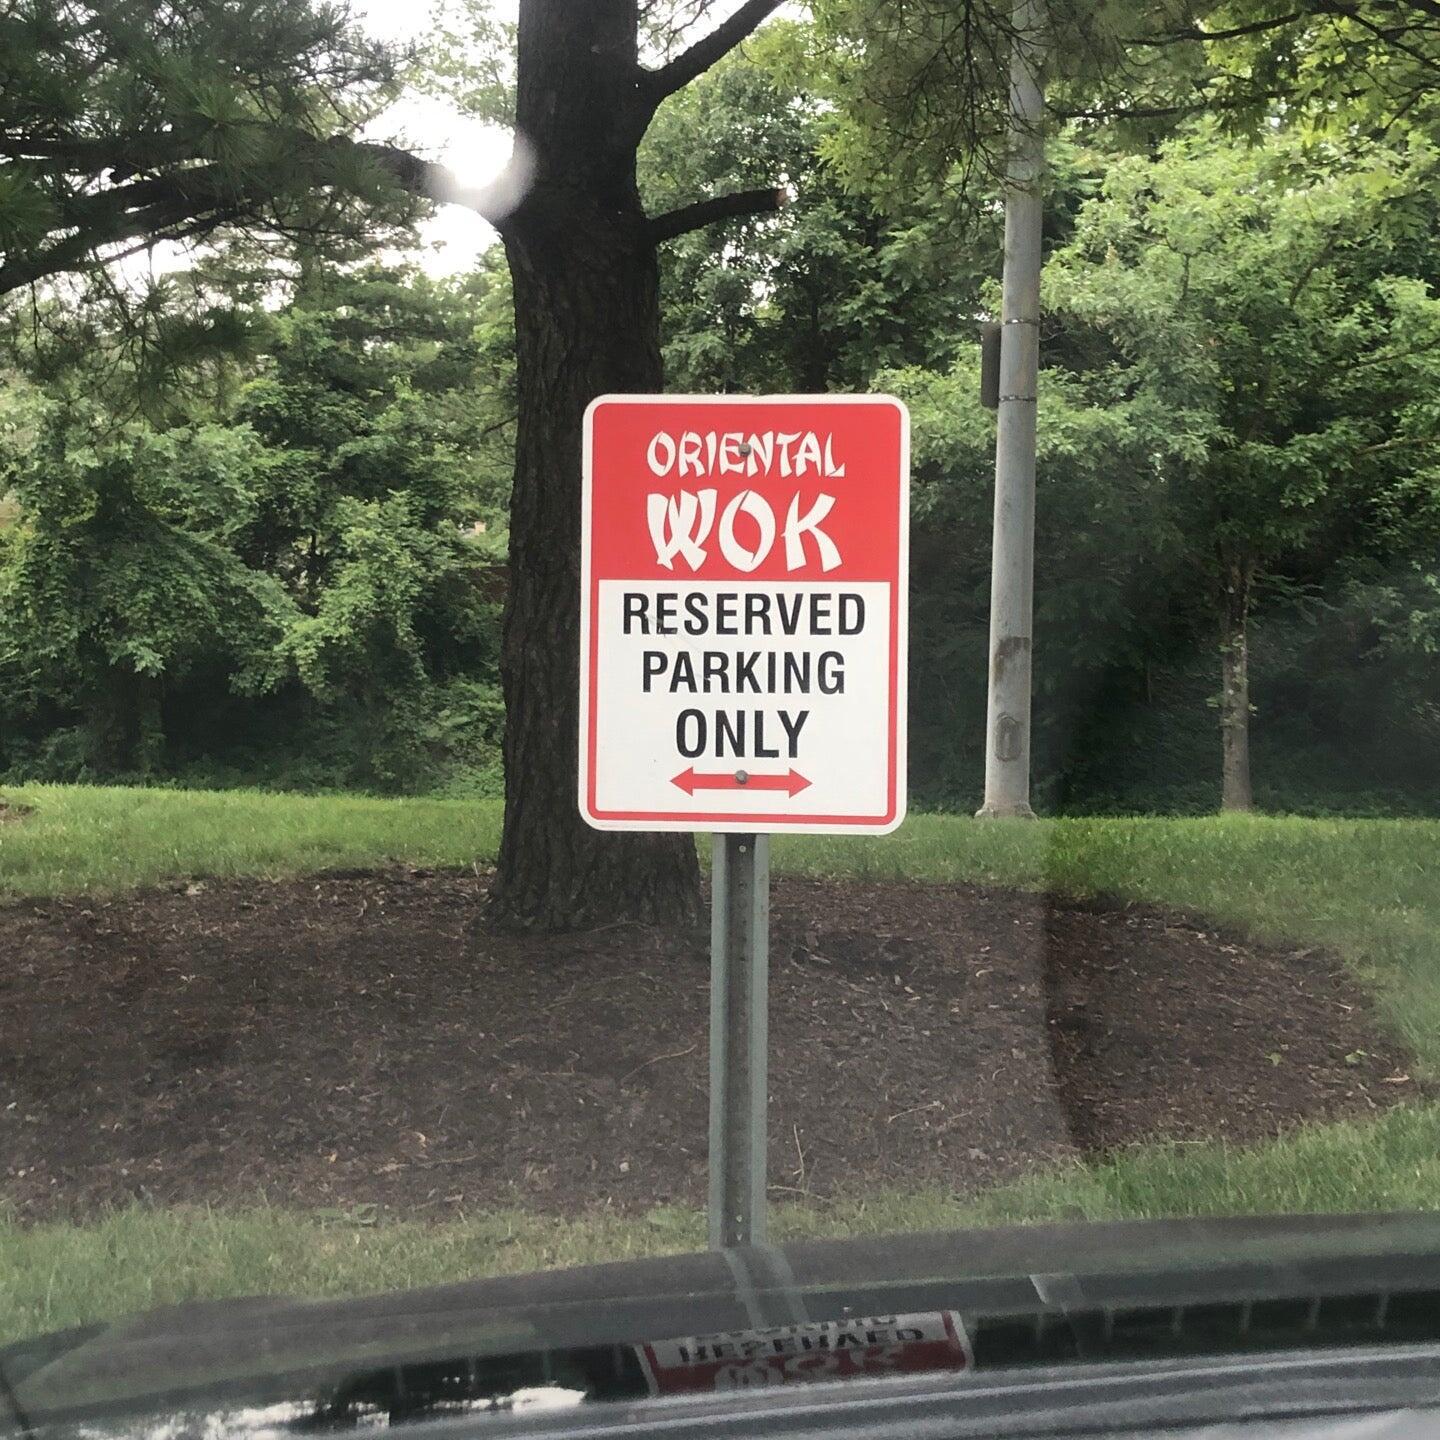 ORIENTAL
WOK
RESERVED
PARKING
ONLY